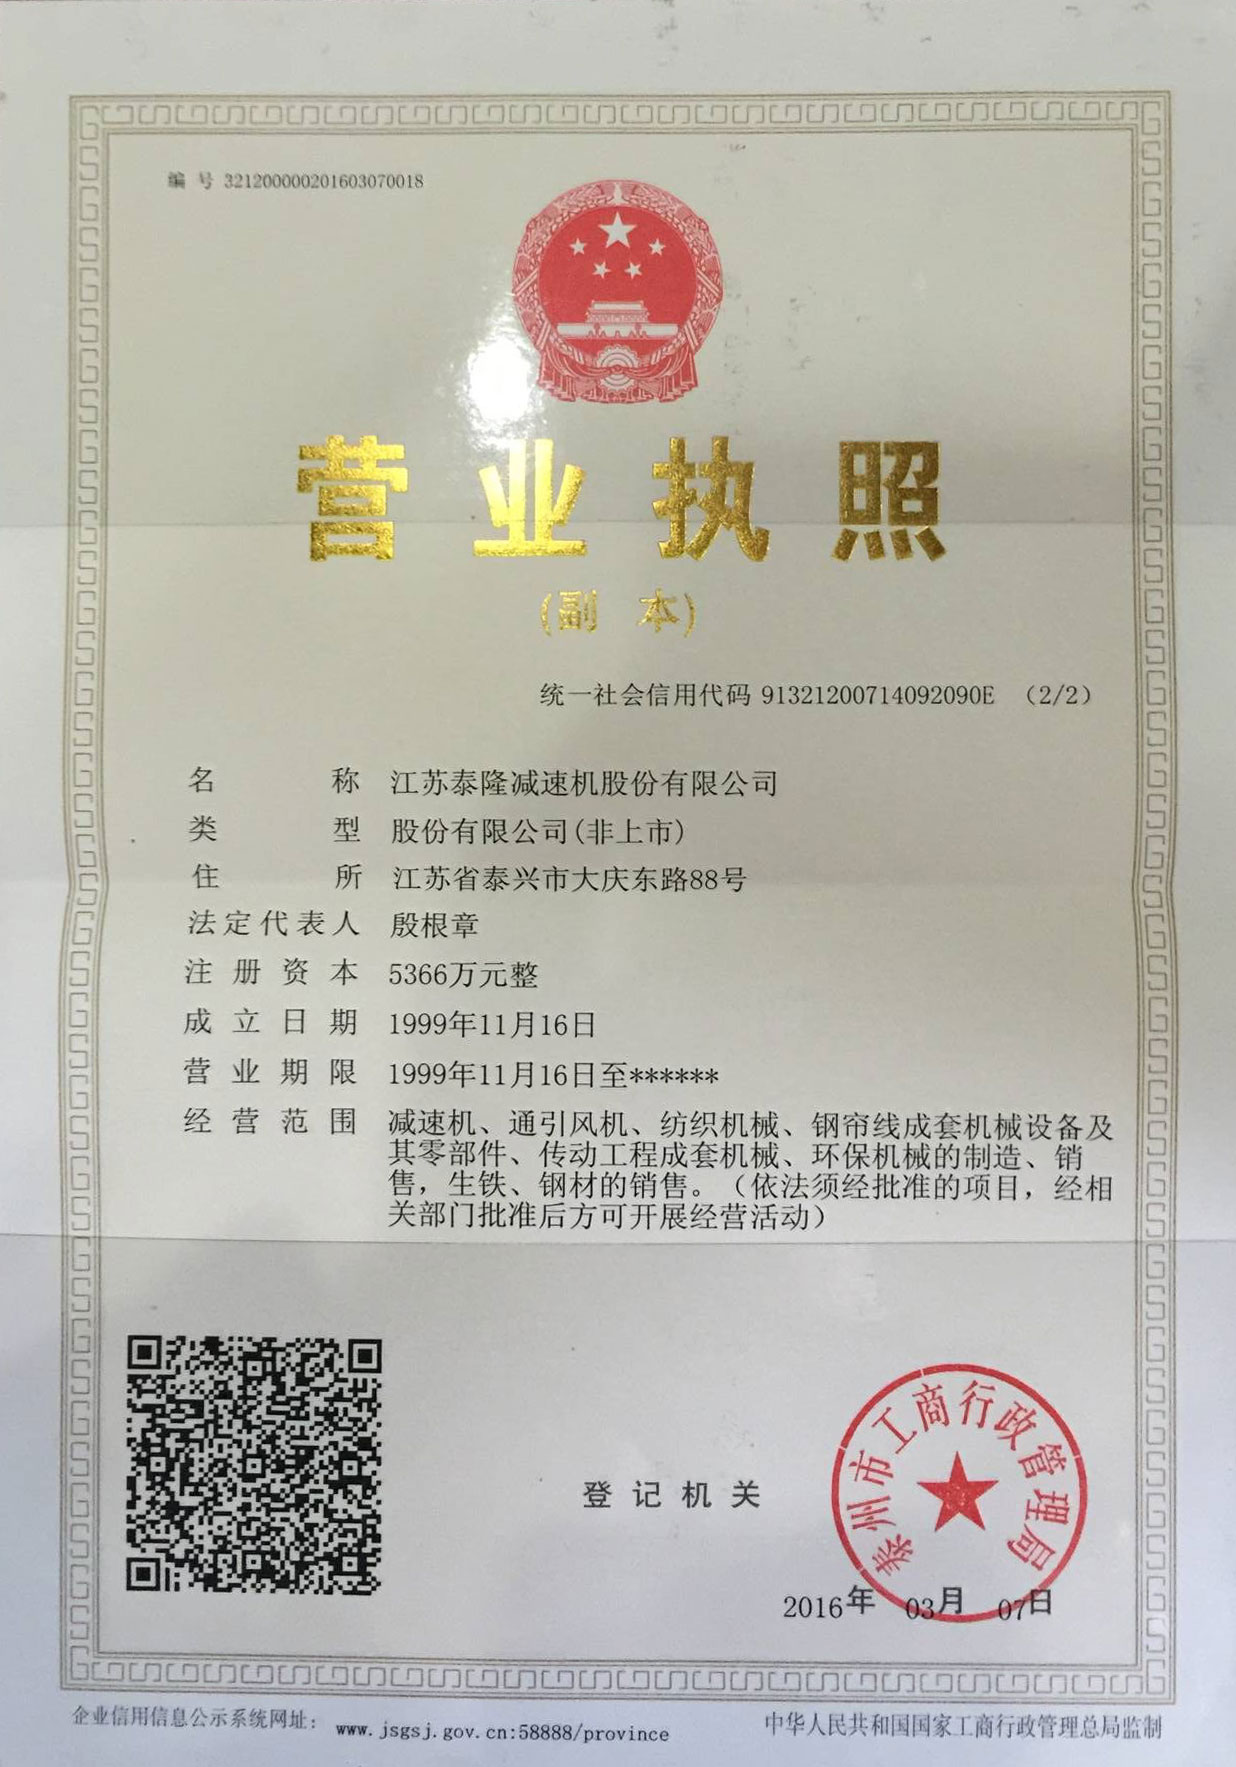 编 号 321200000201603070018
营业执照
(副 本)
统一社会信用代码 91321200714092090E （2/2）
名 称 江苏泰隆减速机股份有限公司
类 型 股份有限公司(非上市)
住 所 江苏省泰兴市大庆东路88号
法定代表人 殷根章
注 册 资 本 5366万元整
成 立 日 期 1999年11月16日
营 业 期 限 1999年11月16日至******
经 营 范 围 减速机、通引风机、纺织机械、钢帘线成套机械设备及
其零部件、传动工程成套机械、环保机械的制造、销
售，生铁、钢材的销售。（依法须经批准的项目，经相
关部门批准后方可开展经营活动）
泰州市工商行政管理局
登 记 机 关
2016年 03月 07日
企业信用信息公示系统网址： www.jsgsj.gov.cn:58888/province
中华人民共和国国家工商行政管理总局监制